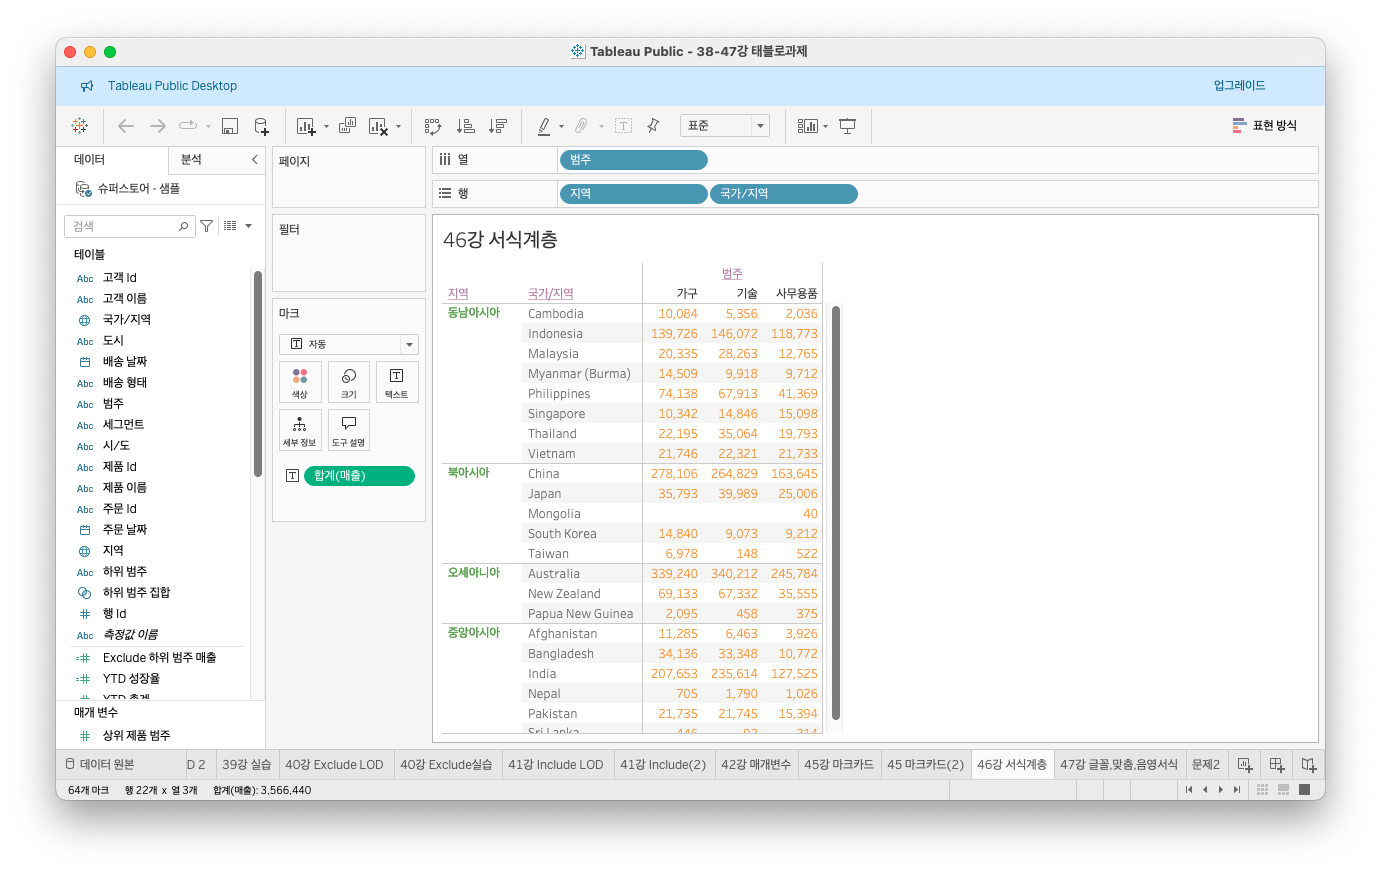 Tableau Public - 38-47강 태블로과제
Tableau Public Desktop
업그레이드
표준
표현 방식
데이터
분석
슈퍼스토어 - 샘플
검색
테이블
Abc 고객 Id
Abc 고객 이름
국가/지역
Abc 도시
배송 날짜
Abc 배송 형태
Abc 범주
Abc 세그먼트
Abc 시/도
Abc 제품 Id
Abc 제품 이름
Abc 주문 Id
주문 날짜
지역
Abc 하위 범주
하위 범주 집합
# 행 Id
Abc 측정값 이름
=# Exclude 하위 범주 매출
=# YTD 성장율
=# YTD 총계
매개 변수
# 상위 제품 범주
페이지
필터
마크
자동
색상
크기
텍스트
세부 정보
도구 설명
합계(매출)
열
범주
행
지역
국가/지역
46강 서식계층
범주
지역 국가/지역 가구 기술 사무용품
동남아시아 Cambodia 10,084 5,356 2,036
Indonesia 139,726 146,072 118,773
Malaysia 20,335 28,263 12,765
Myanmar (Burma) 14,509 9,918 9,712
Philippines 74,138 67,913 41,369
Singapore 10,342 14,846 15,098
Thailand 22,195 35,064 19,793
Vietnam 21,746 22,321 21,733
북아시아 China 278,106 264,829 163,645
Japan 35,793 39,989 25,006
Mongolia 40
South Korea 14,840 9,073 9,212
Taiwan 6,978 148 522
오세아니아 Australia 339,240 340,212 245,784
New Zealand 69,133 67,332 35,555
Papua New Guinea 2,095 458 375
중앙아시아 Afghanistan 11,285 6,463 3,926
Bangladesh 34,136 33,348 10,772
India 207,653 235,614 127,525
Nepal 705 1,790 1,026
Pakistan 21,735 21,745 15,394
Sri Lanka 446 92 314
데이터 원본
D 2
39강 실습
40강 Exclude LOD
40강 Exclude실습
41강 Include LOD
41강 Include(2)
42강 매개변수
45강 마크카드
45 마크카드(2)
46강 서식계층
47강 글꼴,맞춤,음영서식
문제2
64개 마크 행 22개 x 열 3개 합계(매출): 3,566,440